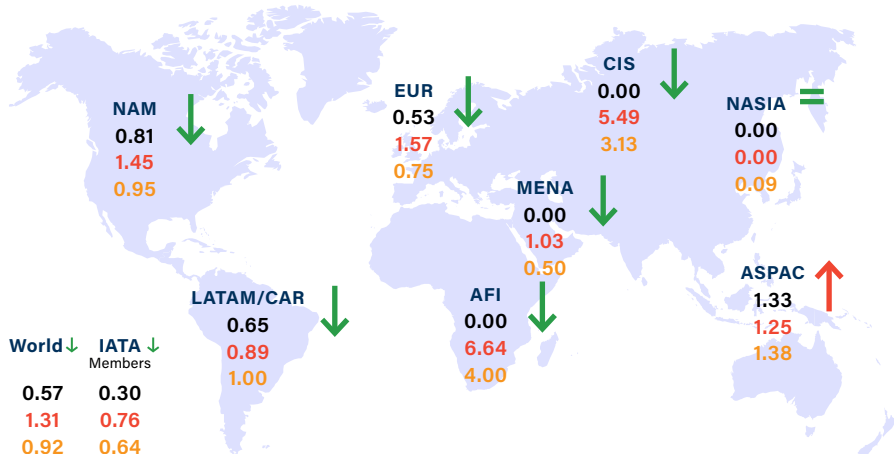 NAM
0.81
1.45
0.95
EUR
0.53
1.57
0.75
CIS
0.00
5.49
3.13
NASIA
0.00
0.00
0.09
MENA
0.00
1.03
0.50
LATAM/CAR
0.65
0.89
1.00
AFI
0.00
6.64
4.00
ASPAC
1.33
1.25
1.38
World ↓
0.57
1.31
0.92
IATA ↓
Members
0.30
0.76
0.64